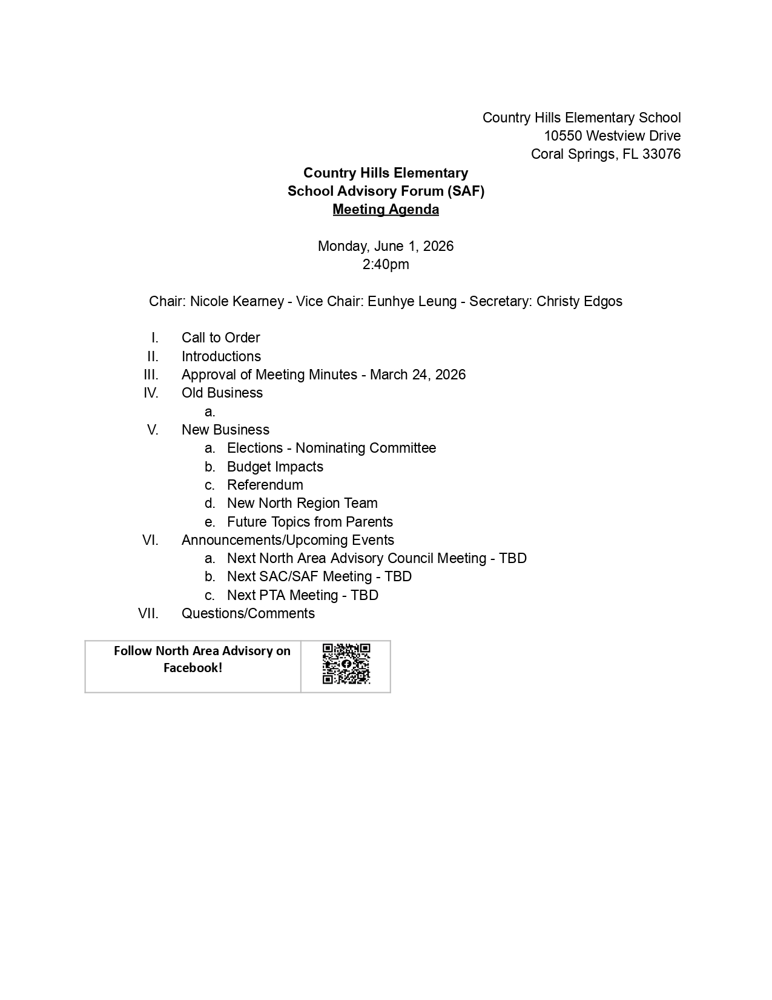 Country Hills Elementary School
10550 Westview Drive
Coral Springs, FL 33076
Country Hills Elementary
School Advisory Forum (SAF)
Meeting Agenda
Monday, June 1, 2026
2:40pm
Chair: Nicole Kearney - Vice Chair: Eunhye Leung - Secretary: Christy Edgos
I. Call to Order
II. Introductions
III. Approval of Meeting Minutes - March 24, 2026
IV. Old Business
a.
V. New Business
a. Elections - Nominating Committee
b. Budget Impacts
c. Referendum
d. New North Region Team
e. Future Topics from Parents
VI. Announcements/Upcoming Events
a. Next North Area Advisory Council Meeting - TBD
b. Next SAC/SAF Meeting - TBD
c. Next PTA Meeting - TBD
VII. Questions/Comments
Follow North Area Advisory on
Facebook!